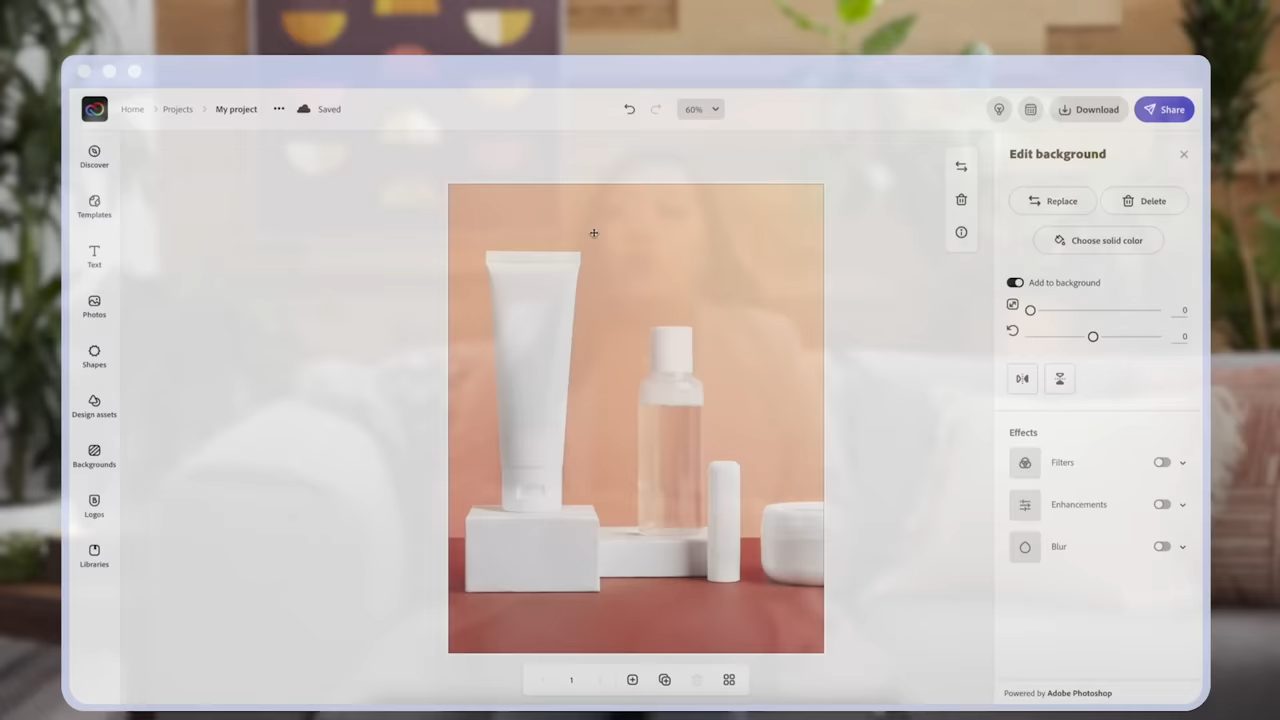 Home Projects My project ••• Saved 60% Download Share
Discover
Templates
Text
Photos
Shapes
Design assets
Backgrounds
Logos
Libraries
Edit background
Replace Delete
Choose solid color
Add to background
0
0
Effects
Filters
Enhancements
Blur
1
Powered by Adobe Photoshop